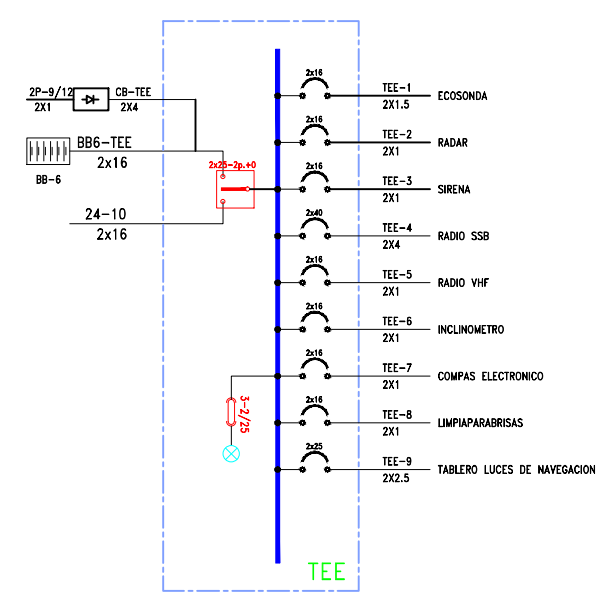 2P-9/12
2X1
CB-TEE
2X4
BB6-TEE
2x16
BB-6
24-10
2x16
2x25-2p.+0
3-2/25
2x16
TEE-1
2X1.5
ECOSONDA
2x16
TEE-2
2X1
RADAR
2x16
TEE-3
2X1
SIRENA
2x40
TEE-4
2X4
RADIO SSB
2x16
TEE-5
2X1
RADIO VHF
2x16
TEE-6
2X1
INCLINOMETRO
2x16
TEE-7
2X1
COMPAS ELECTRONICO
2x16
TEE-8
2X1
LIMPIAPARABRISAS
2x25
TEE-9
2X2.5
TABLERO LUCES DE NAVEGACION
TEE